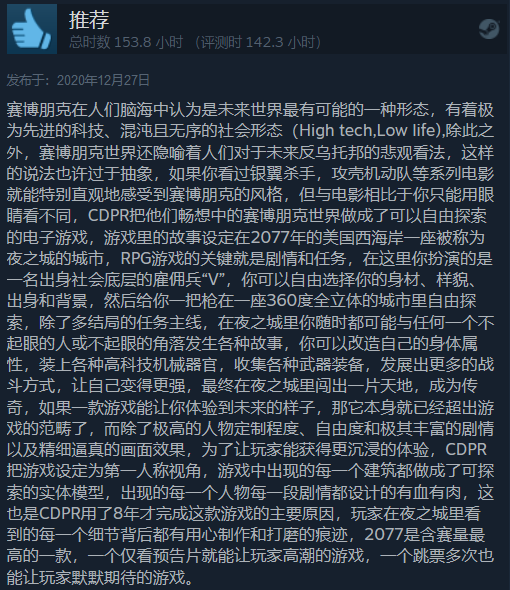 推荐
总时数 153.8 小时 （评测时 142.3 小时）
发布于：2020年12月27日
赛博朋克在人们脑海中认为是未来世界最有可能的一种形态，有着极
为先进的科技、混沌且无序的社会形态（High tech,Low life),除此之
外，赛博朋克世界还隐喻着人们对于未来反乌托邦的悲观看法，这样
的说法也许过于抽象，如果你看过银翼杀手，攻壳机动队等系列电影
就能特别直观地感受到赛博朋克的风格，但与电影相比于你只能用眼
睛看不同，CDPR把他们畅想中的赛博朋克世界做成了可以自由探索
的电子游戏，游戏里的故事设定在2077年的美国西海岸一座被称为
夜之城的城市，RPG游戏的关键就是剧情和任务，在这里你扮演的是
一名出身社会底层的雇佣兵“V”，你可以自由选择你的身材、样貌、
出身和背景，然后给你一把枪在一座360度全立体的城市里自由探
索，除了多结局的任务主线，在夜之城里你随时都可能与任何一个不
起眼的人或不起眼的角落发生各种故事，你可以改造自己的身体属
性，装上各种高科技机械器官，收集各种武器装备，发展出更多的战
斗方式，让自己变得更强，最终在夜之城里闯出一片天地，成为传
奇，如果一款游戏能让你体验到未来的样子，那它本身就已经超出游
戏的范畴了，而除了极高的人物定制程度、自由度和极其丰富的剧情
以及精细逼真的画面效果，为了让玩家能获得更沉浸的体验，CDPR
把游戏设定为第一人称视角，游戏中出现的每一个建筑都做成了可探
索的实体模型，出现的每一个人物每一段剧情都设计的有血有肉，这
也是CDPR用了8年才完成这款游戏的主要原因，玩家在夜之城里看
到的每一个细节背后都有用心制作和打磨的痕迹，2077是含赛量最
高的一款，一个仅看预告片就能让玩家高潮的游戏，一个跳票多次也
能让玩家默默期待的游戏。